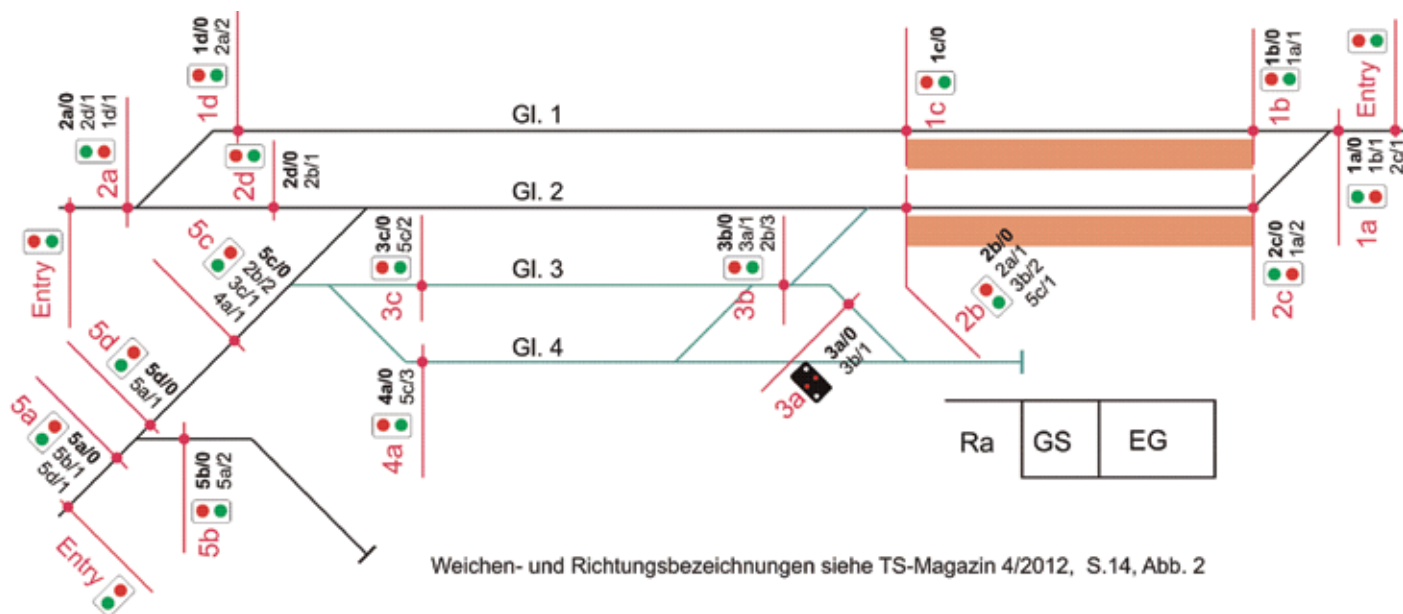 1d/0
2a/2
1d
2a/0
2d/1
1d/1
2a
Gl. 1
1c/0
1c
1b/0
1a/1
1b
Entry
1a/0
1b/1
2c/1
1a
2d
2d/0
2b/1
Gl. 2
Entry
5c
5c/0
2b/2
3c/1
4a/1
3c/0
5c/2
3c
Gl. 3
3b/0
3a/1
2b/3
3b
2b/0
2a/1
3b/2
5c/1
2b
2c/0
1a/2
2c
5d
5d/0
5a/1
Gl. 4
3a/0
3b/1
3a
4a/0
5c/3
4a
5a
5a/0
5b/1
5d/1
5b/0
5a/2
5b
Entry
Ra
GS
EG
Weichen- und Richtungsbezeichnungen siehe TS-Magazin 4/2012, S.14, Abb. 2